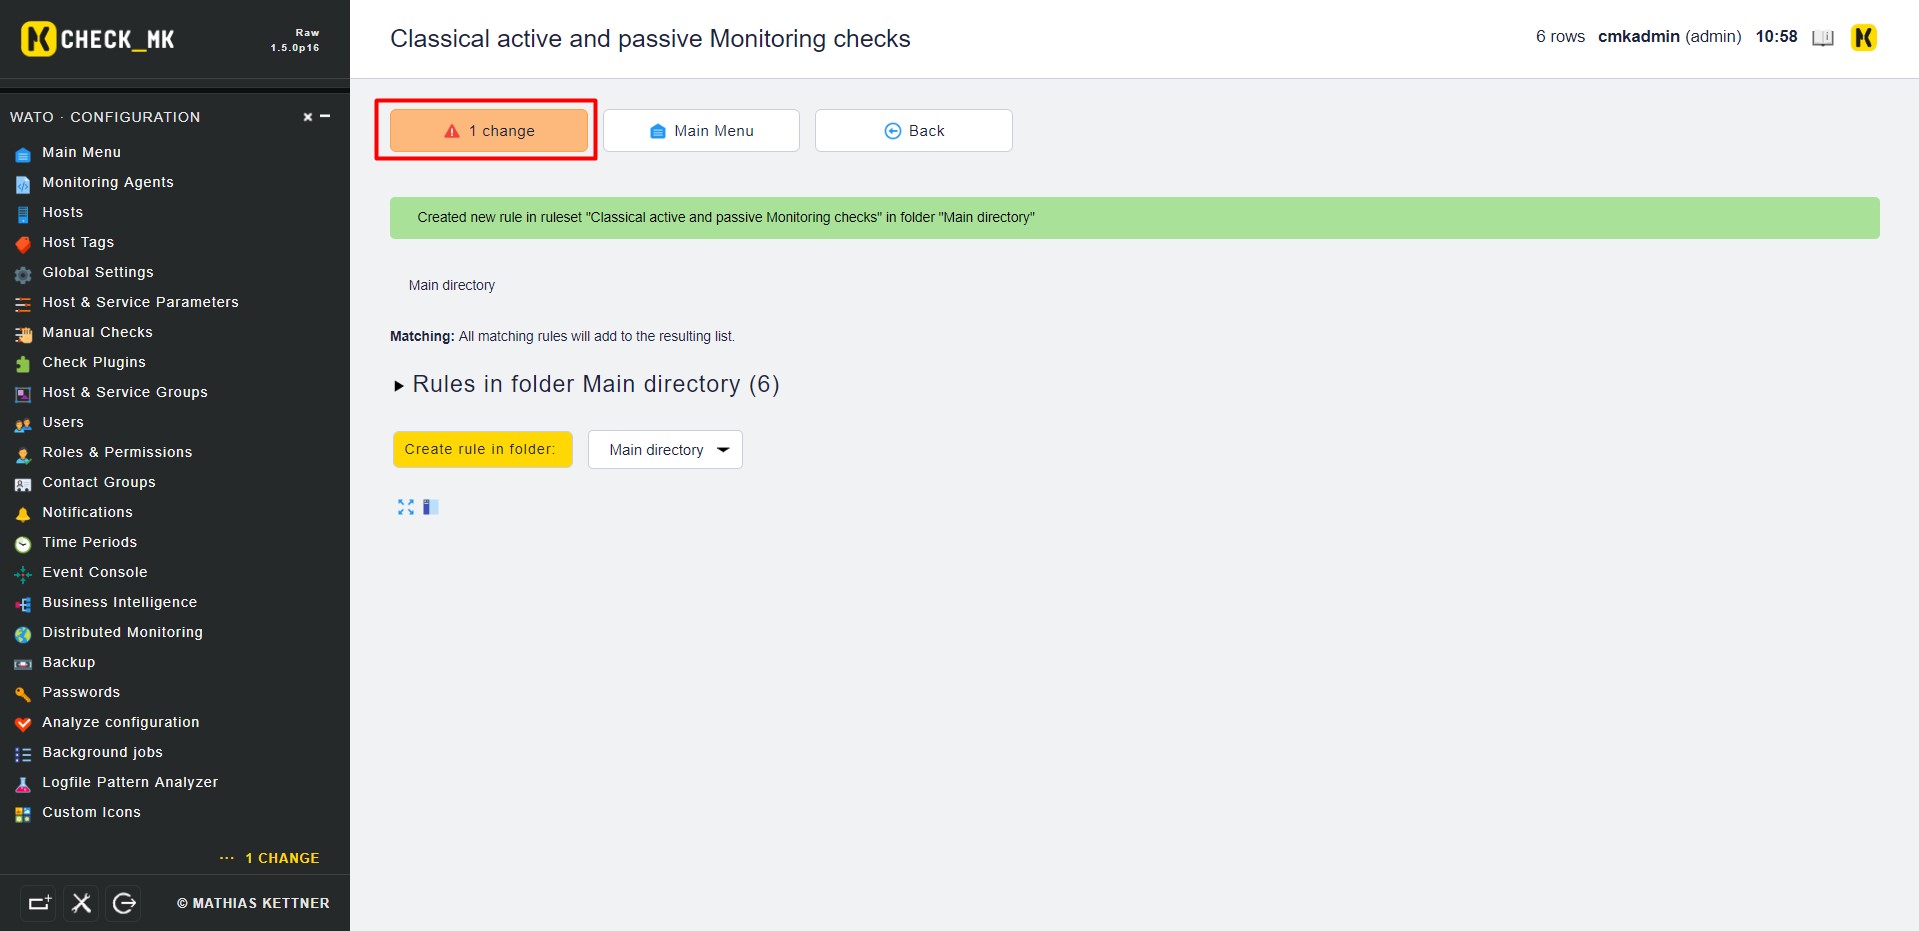 CHECK_MK
Raw
1.5.0p16
Classical active and passive Monitoring checks
6 rows cmkadmin (admin) 10:58
WATO · CONFIGURATION
Main Menu
Monitoring Agents
Hosts
Host Tags
Global Settings
Host & Service Parameters
Manual Checks
Check Plugins
Host & Service Groups
Users
Roles & Permissions
Contact Groups
Notifications
Time Periods
Event Console
Business Intelligence
Distributed Monitoring
Backup
Passwords
Analyze configuration
Background jobs
Logfile Pattern Analyzer
Custom Icons
··· 1 CHANGE
© MATHIAS KETTNER
1 change
Main Menu
Back
Created new rule in ruleset "Classical active and passive Monitoring checks" in folder "Main directory"
Main directory
Matching: All matching rules will add to the resulting list.
Rules in folder Main directory (6)
Create rule in folder:
Main directory